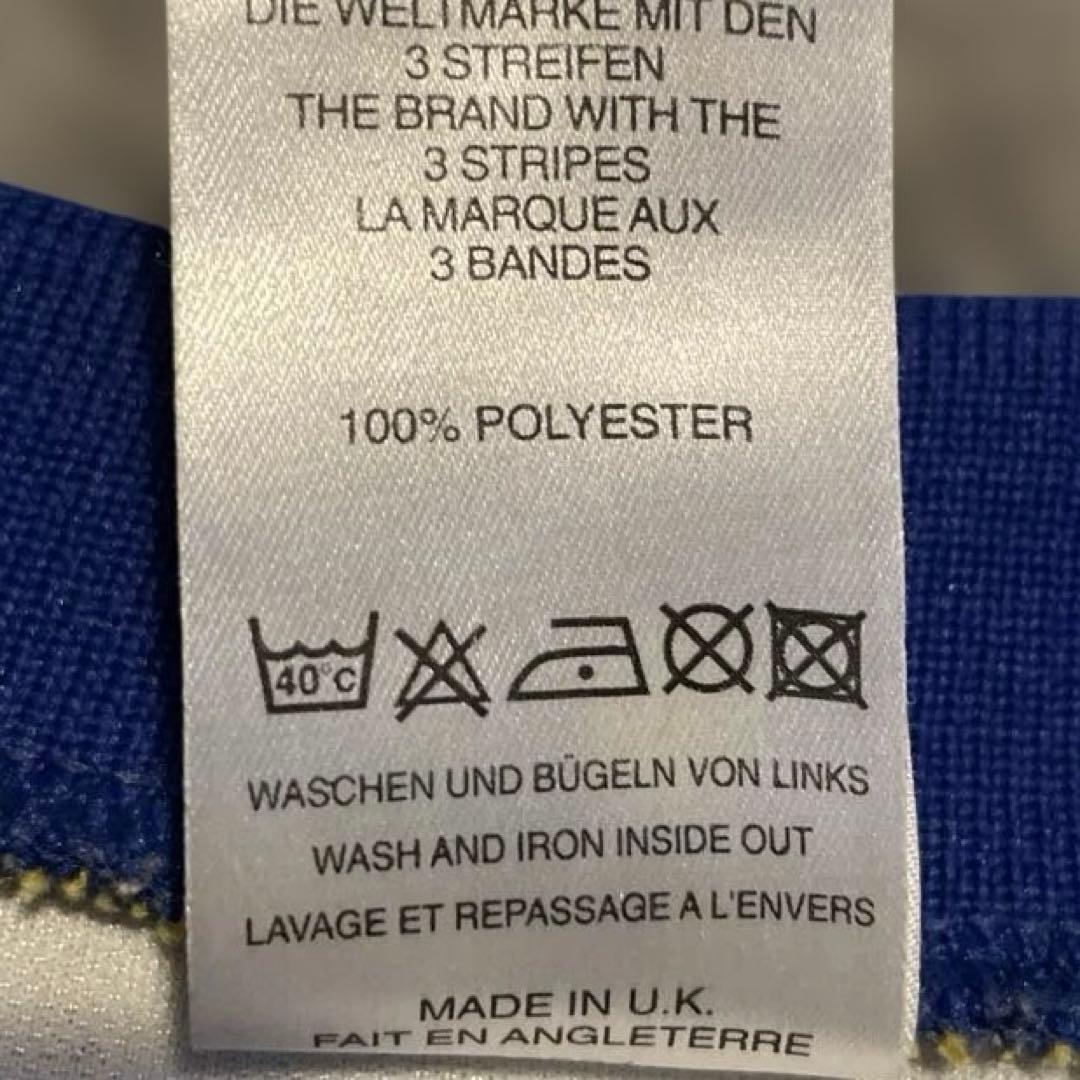 DIE WELTMARKE MIT DEN
3 STREIFEN
THE BRAND WITH THE
3 STRIPES
LA MARQUE AUX
3 BANDES
100% POLYESTER
40°C
WASCHEN UND BÜGELN VON LINKS
WASH AND IRON INSIDE OUT
LAVAGE ET REPASSAGE A L'ENVERS
MADE IN U.K.
FAIT EN ANGLETERRE